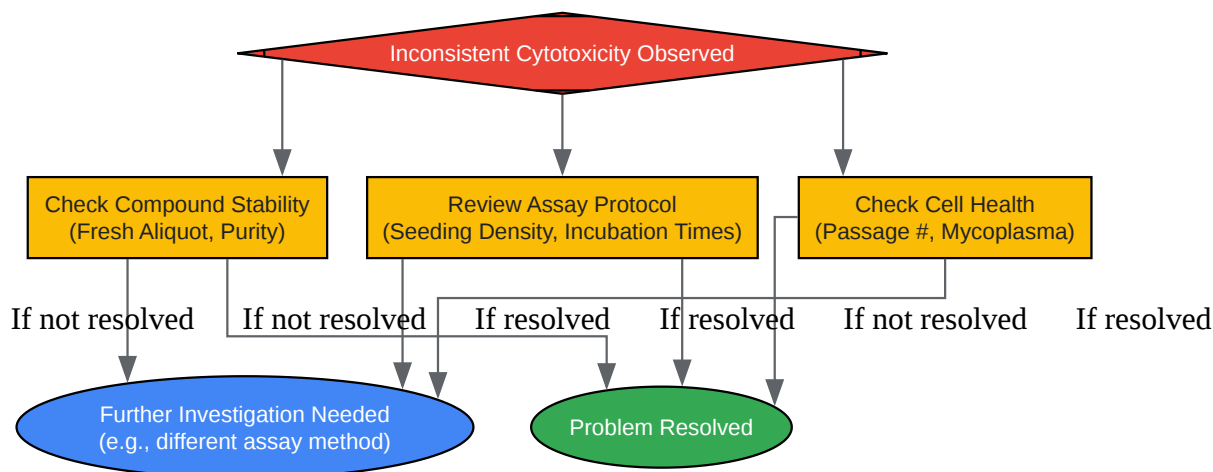 Inconsistent Cytotoxicity Observed
Check Compound Stability
(Fresh Aliquot, Purity)
Review Assay Protocol
(Seeding Density, Incubation Times)
Check Cell Health
(Passage #, Mycoplasma)
If not resolved
If not resolved
If resolved
If resolved
If not resolved
If resolved
Further Investigation Needed
(e.g., different assay method)
Problem Resolved